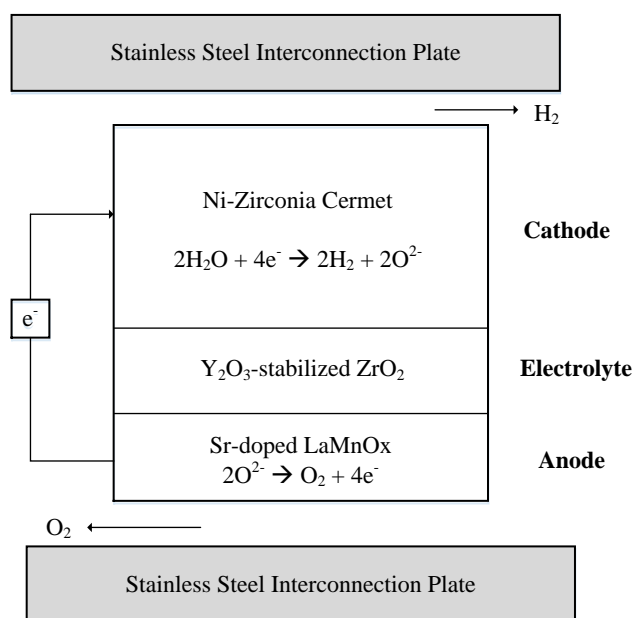 Stainless Steel Interconnection Plate
H₂
Ni-Zirconia Cermet
Cathode
2H₂O + 4e⁻ → 2H₂ + 2O²⁻
e⁻
Y₂O₃-stabilized ZrO₂
Electrolyte
Sr-doped LaMnOx
2O²⁻ → O₂ + 4e⁻
Anode
O₂
Stainless Steel Interconnection Plate